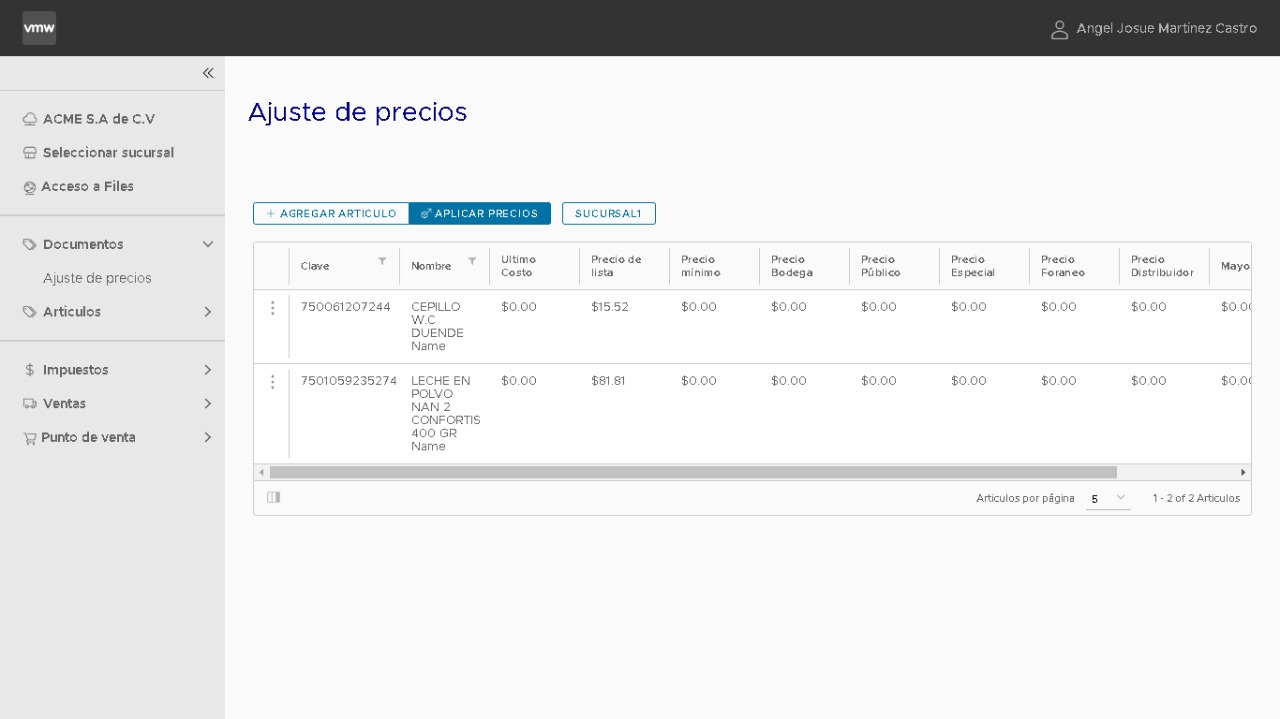 vmw
Angel Josue Martínez Castro
ACME S.A de C.V
Seleccionar sucursal
Acceso a Files
Documentos
Ajuste de precios
Articulos
Impuestos
Ventas
Punto de venta
Ajuste de precios
AGREGAR ARTICULO
APLICAR PRECIOS
SUCURSAL1
Clave
Nombre
Ultimo
Costo
Precio de
lista
Precio
mínimo
Precio
Bodega
Precio
Público
Precio
Especial
Precio
Foraneo
Precio
Distribuidor
Mayo
750061207244
CEPILLO
W.C
DUENDE
Name
$0.00
$15.52
$0.00
$0.00
$0.00
$0.00
$0.00
$0.00
$0.00
7501059235274
LECHE EN
POLVO
NAN 2
CONFORTIS
400 GR
Name
$0.00
$81.81
$0.00
$0.00
$0.00
$0.00
$0.00
$0.00
$0.00
Articulos por página
5
1 - 2 of 2 Articulos